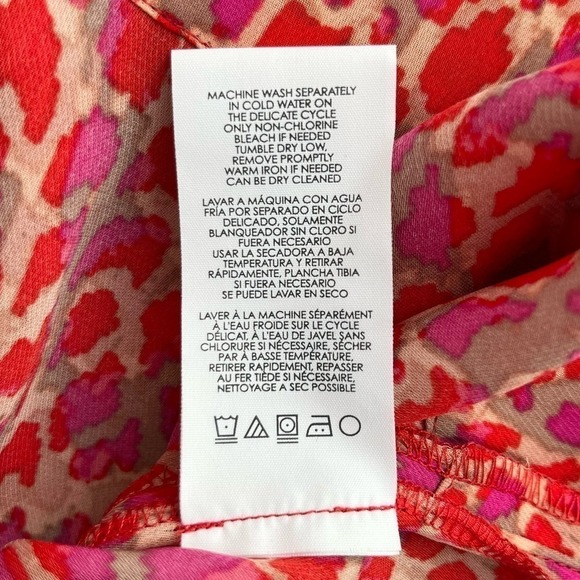 MACHINE WASH SEPARATELY
IN COLD WATER ON
THE DELICATE CYCLE
ONLY NON-CHLORINE
BLEACH IF NEEDED
TUMBLE DRY LOW,
REMOVE PROMPTLY
WARM IRON IF NEEDED
CAN BE DRY CLEANED
LAVAR A MÁQUINA CON AGUA
FRÍA POR SEPARADO EN CICLO
DELICADO, SOLAMENTE
BLANQUEADOR SIN CLORO SI
FUERA NECESARIO
USAR LA SECADORA A BAJA
TEMPERATURA Y RETIRAR
RÁPIDAMENTE, PLANCHA TIBIA
SI FUERA NECESARIO
SE PUEDE LAVAR EN SECO
LAVER À LA MACHINE SÉPARÉMENT
À L'EAU FROIDE SUR LE CYCLE
DÉLICAT, À L'EAU DE JAVEL SANS
CHLORURE SI NÉCESSAIRE, SÉCHER
PAR À BASSE TEMPÉRATURE,
RETIRER RAPIDEMENT, REPASSER
AU FER TIÈDE SI NÉCESSAIRE,
NETTOYAGE A SEC POSSIBLE